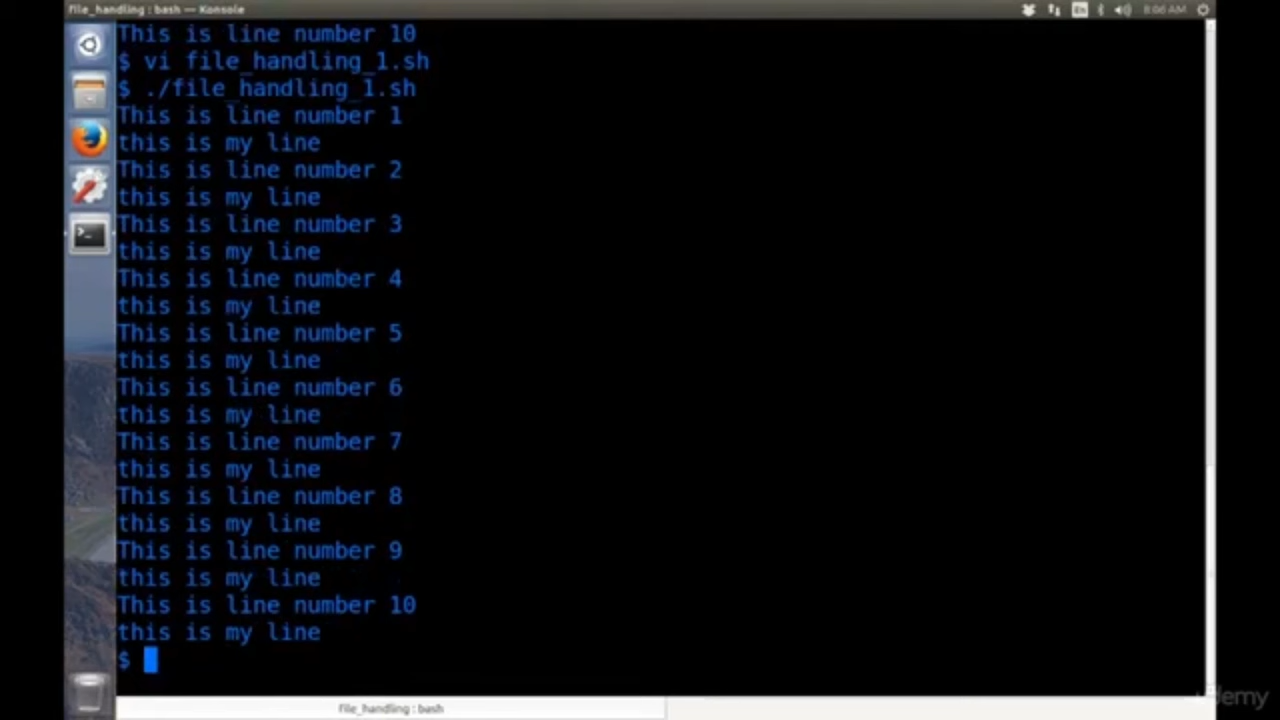 file_handling : bash — Konsole
En
8:06 AM
This is line number 10
$ vi file_handling_1.sh
$ ./file_handling_1.sh
This is line number 1
this is my line
This is line number 2
this is my line
This is line number 3
this is my line
This is line number 4
this is my line
This is line number 5
this is my line
This is line number 6
this is my line
This is line number 7
this is my line
This is line number 8
this is my line
This is line number 9
this is my line
This is line number 10
this is my line
$
file_handling : bash